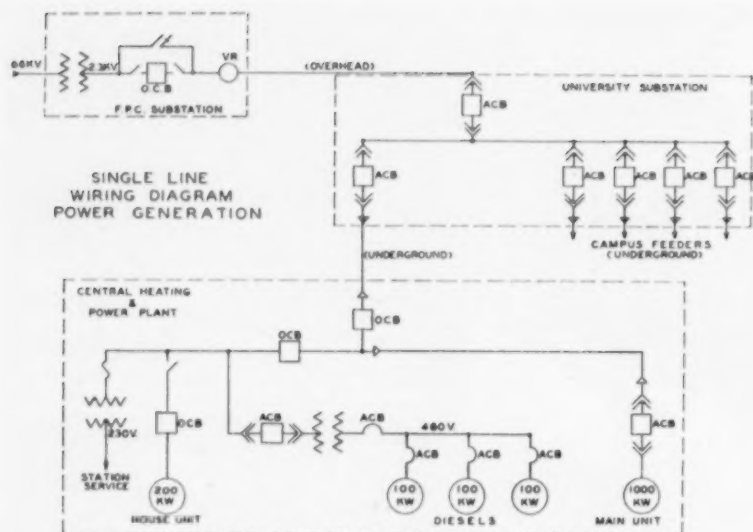 66KV
2.3KV
O.C.B
VR
F.P.C. SUBSTATION
(OVERHEAD)
UNIVERSITY SUBSTATION
ACB
ACB
ACB
ACB
ACB
ACB
CAMPUS FEEDERS
(UNDERGROUND)
SINGLE LINE
WIRING DIAGRAM
POWER GENERATION
(UNDERGROUND)
CENTRAL HEATING
&
POWER PLANT
OCB
OCB
OCB
230V.
STATION
SERVICE
200
KW
HOUSE UNIT
ACB
ACB
480V.
ACB
ACB
ACB
100
KW
100
KW
100
KW
DIESELS
ACB
1000
KW
MAIN UNIT